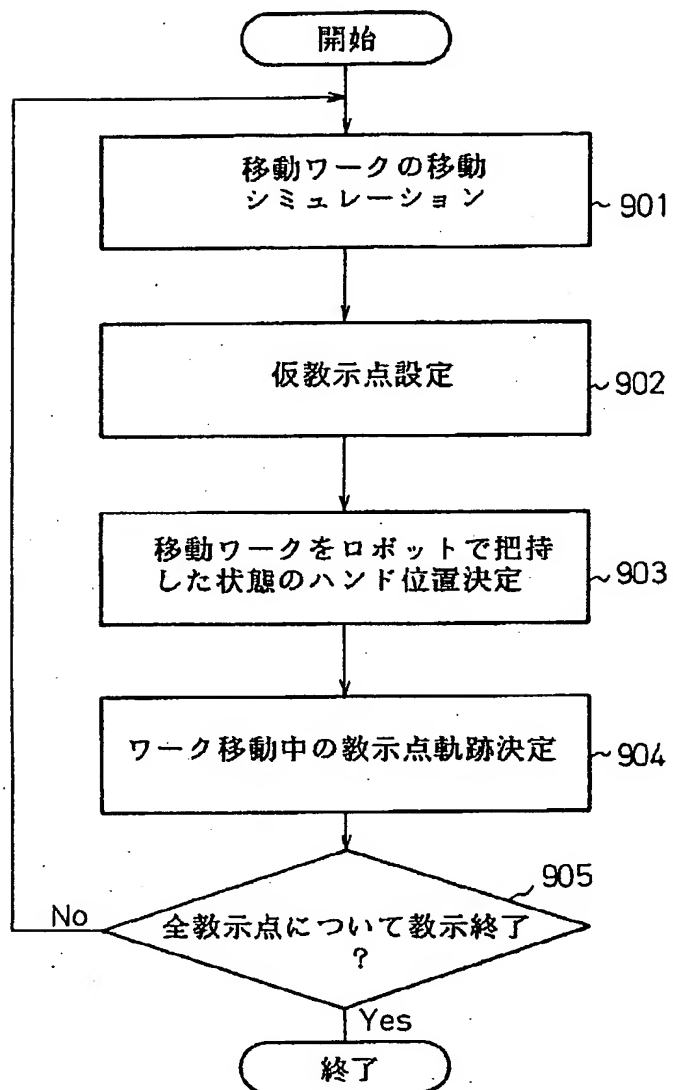 開始
移動ワークの移動
シミュレーション
901
仮教示点設定
902
移動ワークをロボットで把持
した状態のハンド位置決定
903
ワーク移動中の教示点軌跡決定
904
905
全教示点について教示終了
?
No
Yes
終了